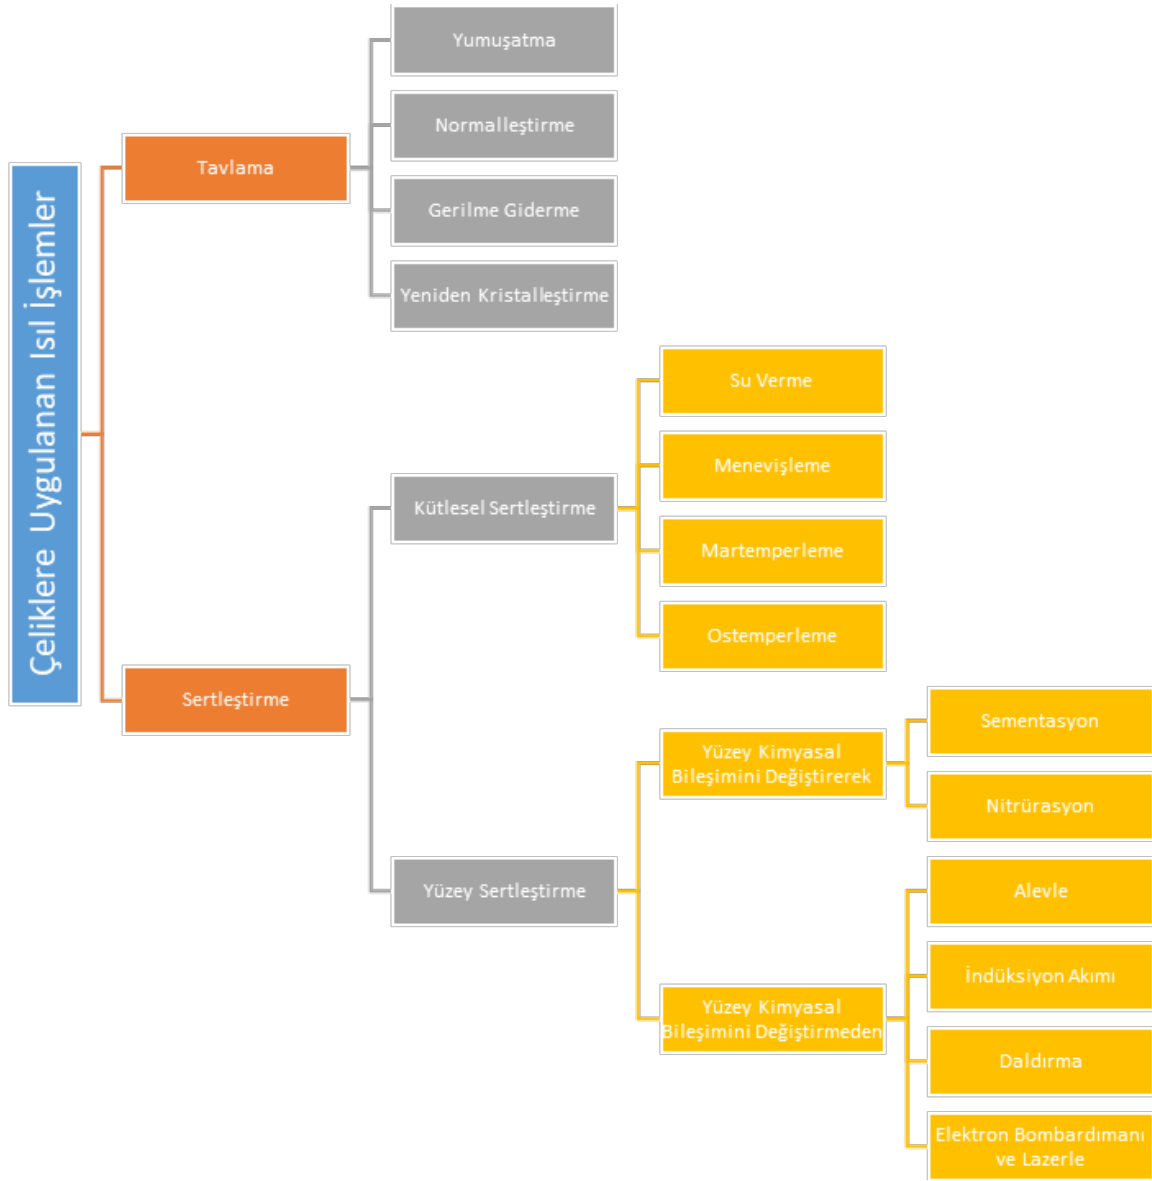 Çeliklere Uygulanan Isıl İşlemler
Tavlama
Yumuşatma
Normalleştirme
Gerilme Giderme
Yeniden Kristalleştirme
Sertleştirme
Kütlesel Sertleştirme
Su Verme
Menevişleme
Martemperleme
Ostemperleme
Yüzey Sertleştirme
Yüzey Kimyasal
Bileşimini Değiştirerek
Sementasyon
Nitrürasyon
Yüzey Kimyasal
Bileşimini Değiştirmeden
Alevle
İndüksiyon Akımı
Daldırma
Elektron Bombardımanı
ve Lazerle